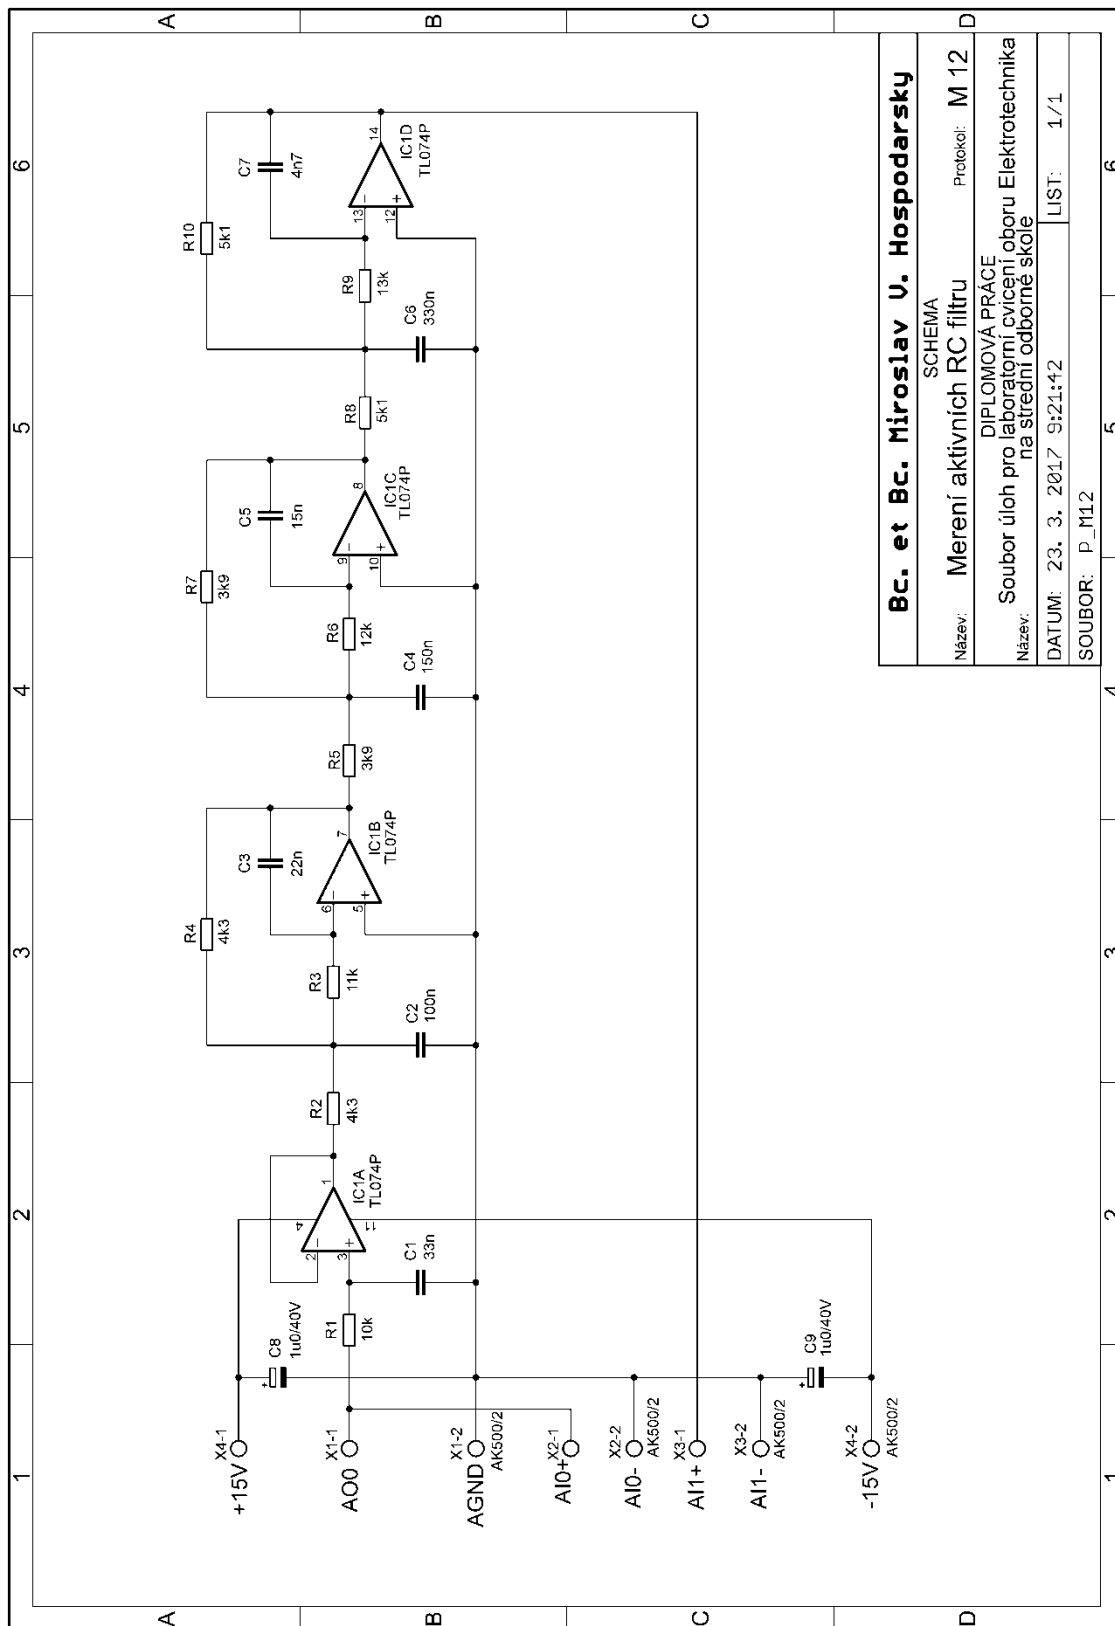 1
2
3
4
5
6
A
B
C
D
A
B
C
D
1
2
3
4
5
6
+15V
X4-1
AO0
X1-1
AGND
X1-2
AK500/2
AI0+
X2-1
AI0-
X2-2
AK500/2
AI1+
X3-1
AI1-
X3-2
AK500/2
-15V
X4-2
AK500/2
C8
1u0/40V
+
C9
1u0/40V
+
R1
10k
C1
33n
2
3
4
11
1
-
+
IC1A
TL074P
R2
4k3
C2
100n
R3
11k
R4
4k3
C3
22n
6
5
7
-
+
IC1B
TL074P
R5
3k9
C4
150n
R6
12k
R7
3k9
C5
15n
9
10
8
-
+
IC1C
TL074P
R8
5k1
C6
330n
R9
13k
R10
5k1
C7
4n7
13
12
14
-
+
IC1D
TL074P
Bc. et Bc. Miroslav V. Hospodarsky
SCHEMA
Název: Merení aktivních RC filtru Protokol: M 12
DIPLOMOVÁ PRÁCE
Název: Soubor úloh pro laboratorní cvicení oboru Elektrotechnika
na strední odborné skole
DATUM: 23. 3. 2017 9:21:42 LIST: 1/1
SOUBOR: P_M12